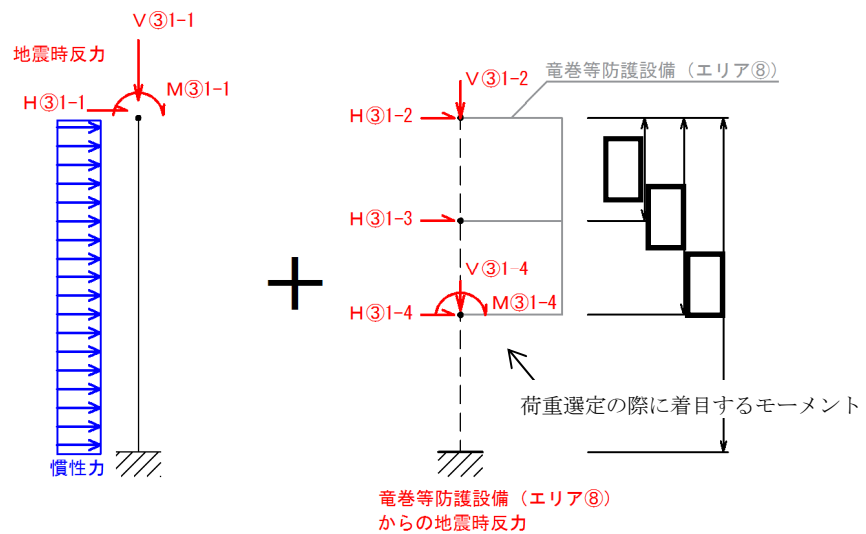 V③1-1
地震時反力
M③1-1
H③1-1
慣性力
竜巻等防護設備（エリア⑧）
V③1-2
H③1-2
H③1-3
V③1-4
M③1-4
H③1-4
荷重選定の際に着目するモーメント
竜巻等防護設備（エリア⑧）
からの地震時反力